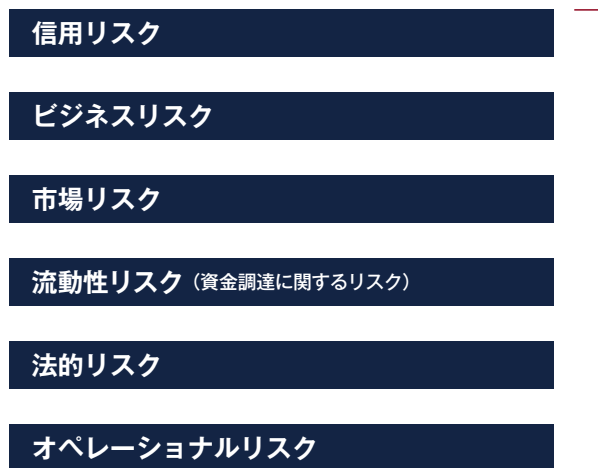 信用リスク
ビジネスリスク
市場リスク
流動性リスク（資金調達に関するリスク）
法的リスク
オペレーショナルリスク